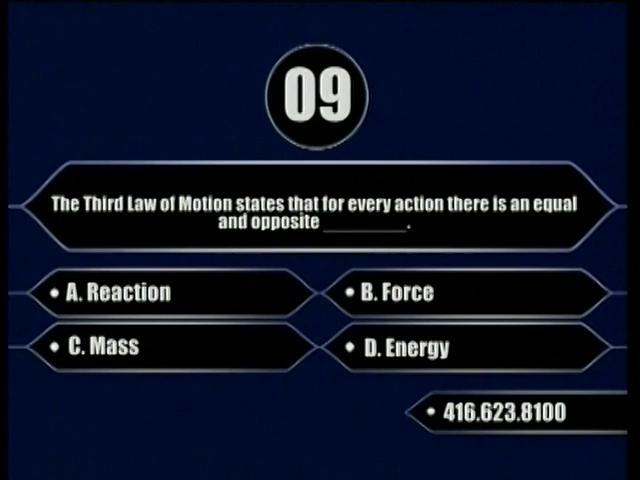 09
The Third Law of Motion states that for every action there is an equal
and opposite __________.
• A. Reaction
• B. Force
• C. Mass
• D. Energy
• 416.623.8100